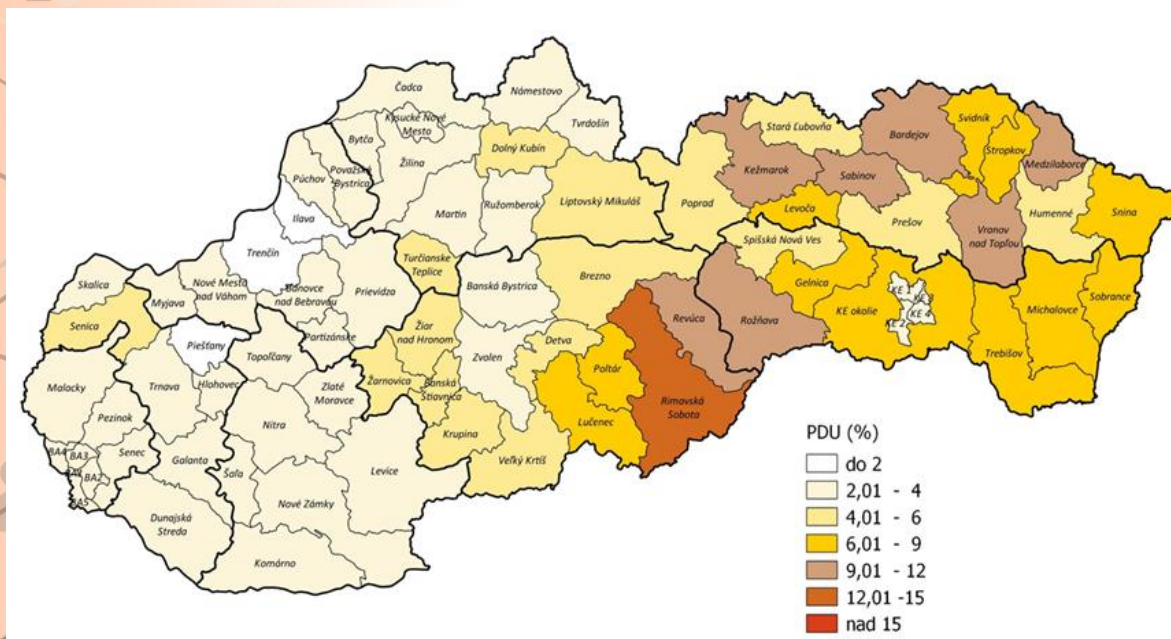 Čadca
Námestovo
Kysucké Nové
Mesto
Tvrdošín
Bytča
Dolný Kubín
Žilina
Púchov
Považská
Bystrica
Ilava
Martin
Ružomberok
Liptovský Mikuláš
Poprad
Kežmarok
Stará Ľubovňa
Sabinov
Bardejov
Svidník
Stropkov
Medzilaborce
Levoča
Prešov
Vranov
nad Topľou
Humenné
Snina
Trenčín
Turčianske
Teplice
Spišská Nová Ves
Skalica
Myjava
Nové Mesto
nad Váhom
Bánovce
nad Bebravou
Prievidza
Banská Bystrica
Brezno
Gelnica
KE 1
KE 3
KE 4
KE 2
KE okolie
Michalovce
Sobrance
Trebišov
Senica
Piešťany
Partizánske
Topoľčany
Žiar
nad Hronom
Zvolen
Detva
Revúca
Rožňava
Poltár
Malacky
Trnava
Hlohovec
Zlaté
Moravce
Žarnovica
Banská
Štiavnica
Rimavská
Sobota
Lučenec
Pezinok
Nitra
Krupina
Veľký Krtíš
BA4
BA3
BA2
BA5
Senec
Galanta
Šaľa
Levice
Nové Zámky
Dunajská
Streda
Komárno
PDU (%)
do 2
2,01 - 4
4,01 - 6
6,01 - 9
9,01 - 12
12,01 -15
nad 15